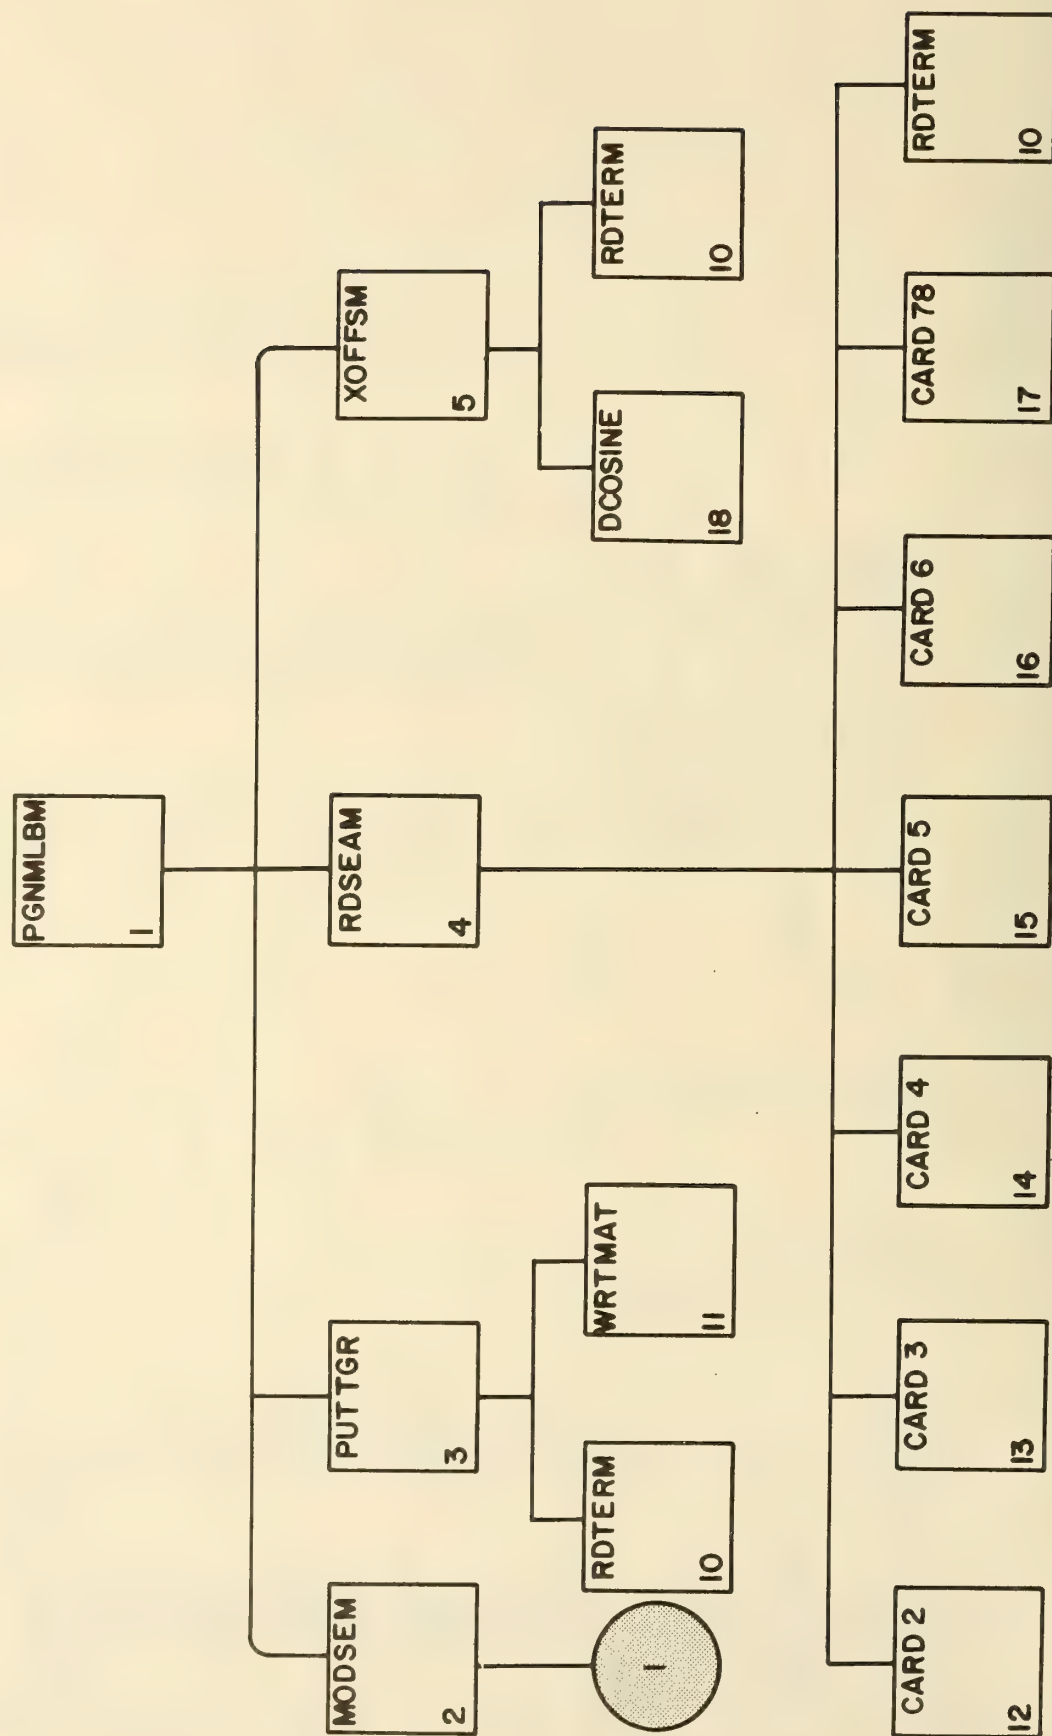 PGNMLBM
1
MODSEM
2
PUTTGR
3
RDSEAM
4
XOFFSM
5
1
RDTERM
10
WRTMAT
11
DCOSINE
18
RDTERM
10
CARD 2
12
CARD 3
13
CARD 4
14
CARD 5
15
CARD 6
16
CARD 78
17
RDTERM
10